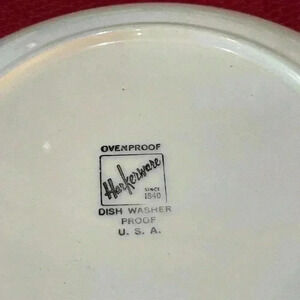 OVENPROOF
Harkerware
SINCE
1840
DISH WASHER
PROOF
U. S. A.